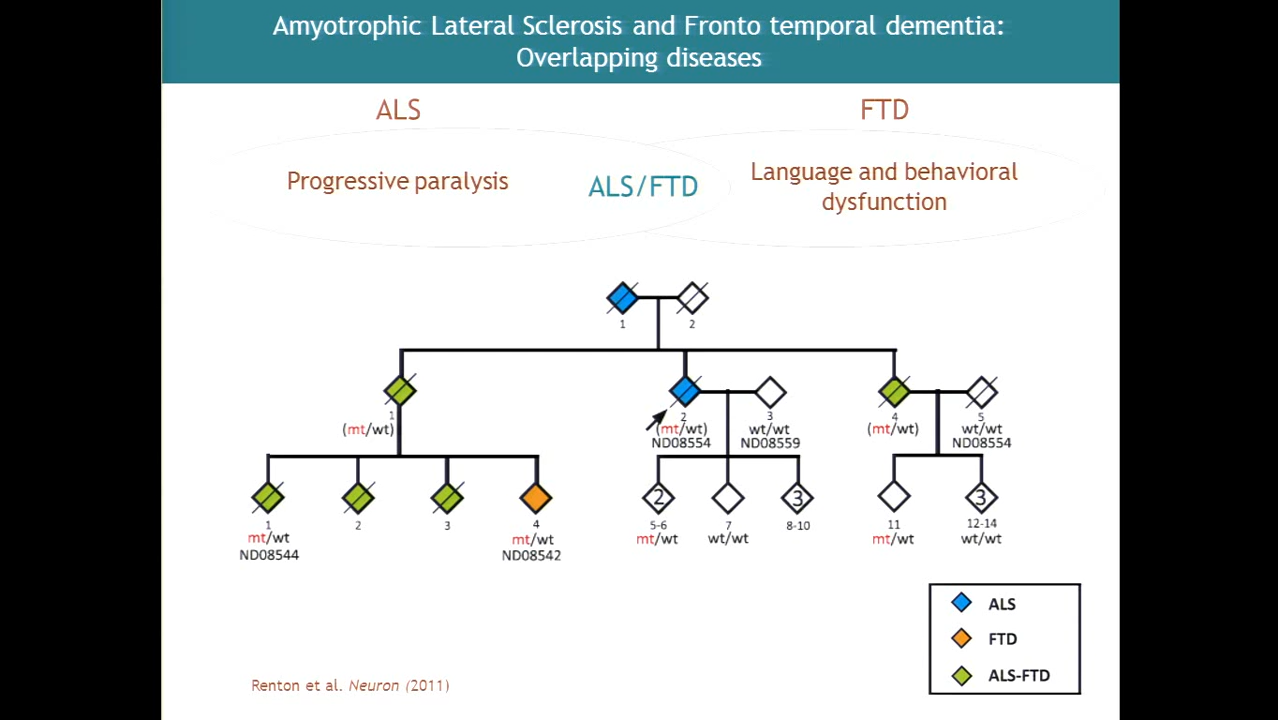 Amyotrophic Lateral Sclerosis and Fronto temporal dementia:
Overlapping diseases
ALS
FTD
Progressive paralysis
ALS/FTD
Language and behavioral
dysfunction
1
2
1
(mt/wt)
2
(mt/wt)
ND08554
3
wt/wt
ND08559
4
(mt/wt)
5
wt/wt
ND08554
1
mt/wt
ND08544
2
3
4
mt/wt
ND08542
2
5-6
mt/wt
7
wt/wt
3
8-10
11
mt/wt
3
12-14
wt/wt
ALS
FTD
ALS-FTD
Renton et al. Neuron (2011)